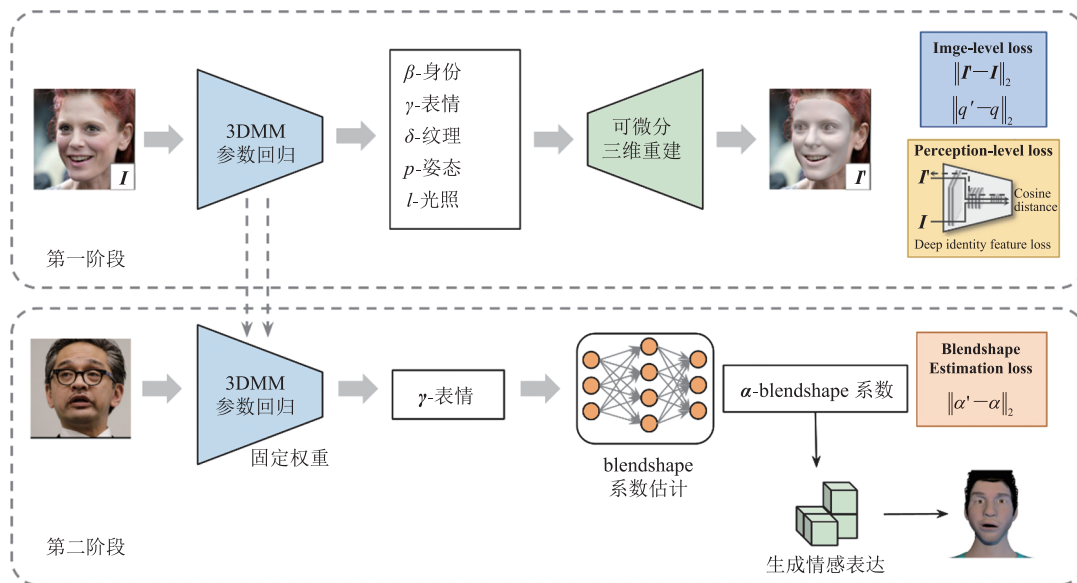 I
3DMM
参数回归
β-身份
γ-表情
δ-纹理
p-姿态
l-光照
可微分
三维重建
I'
Imge-level loss
‖I'−I‖₂
‖q'−q‖₂
Perception-level loss
I'
I
Cosine
distance
Deep identity feature loss
第一阶段
3DMM
参数回归
固定权重
γ-表情
blendshape
系数估计
α-blendshape 系数
Blendshape
Estimation loss
‖α'−α‖₂
生成情感表达
第二阶段